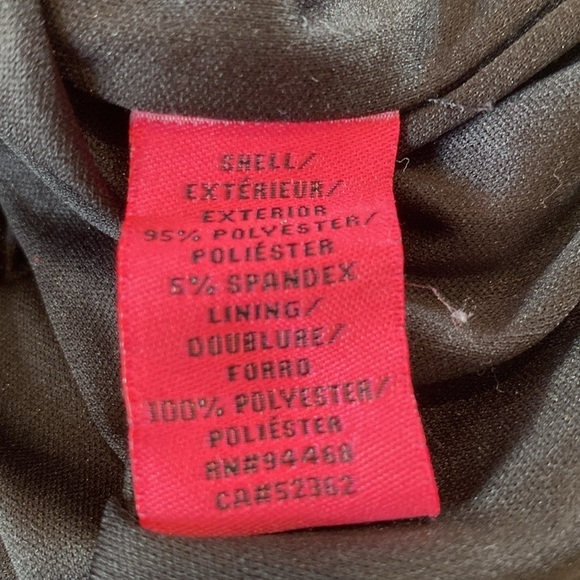 SHELL/
EXTÉRIEUR/
EXTERIOR
95% POLYESTER/
POLIÉSTER
5% SPANDEX
LINING/
DOUBLURE/
FORRO
100% POLYESTER/
POLIÉSTER
RN#94468
CA#52362